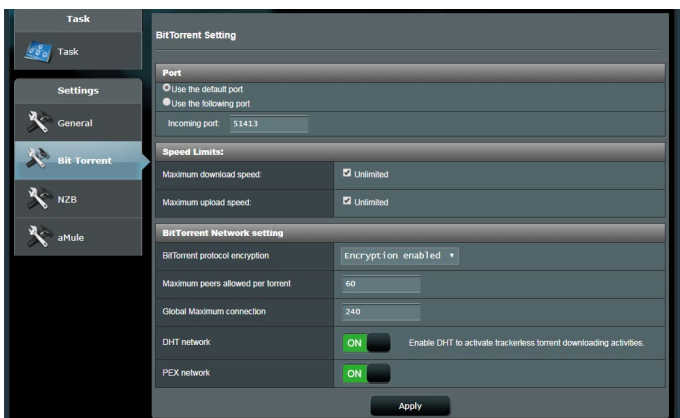 Task
Task
Settings
General
Bit Torrent
NZB
aMule
BitTorrent Setting
Port
Use the default port
Use the following port
Incoming port: 51413
Speed Limits:
Maximum download speed: Unlimited
Maximum upload speed: Unlimited
BitTorrent Network setting
BitTorrent protocol encryption Encryption enabled
Maximum peers allowed per torrent 60
Global Maximum connection 240
DHT network ON Enable DHT to activate trackerless torrent downloading activities.
PEX network ON
Apply